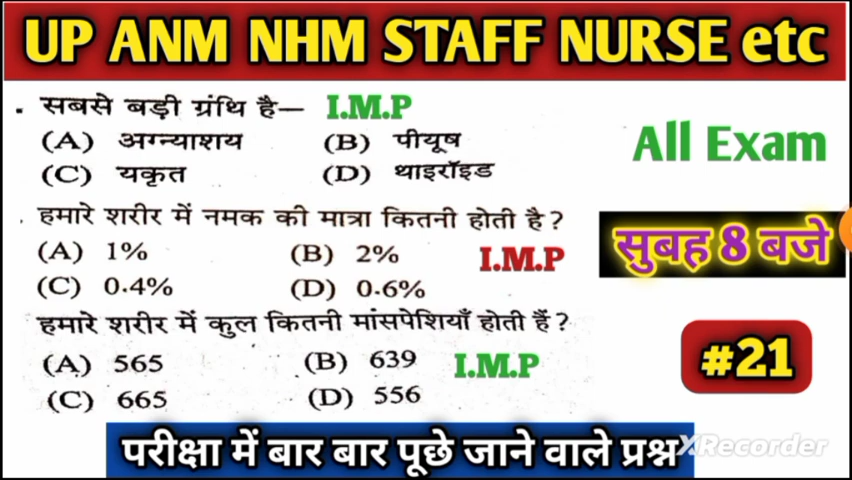 UP ANM NHM STAFF NURSE etc
. सबसे बड़ी ग्रंथि है— I.M.P
(A) अग्न्याशय (B) पीयूष
(C) यकृत (D) थाइरॉइड
All Exam
. हमारे शरीर में नमक की मात्रा कितनी होती है?
(A) 1% (B) 2% I.M.P
(C) 0.4% (D) 0.6%
सुबह 8 बजे
हमारे शरीर में कुल कितनी मांसपेशियाँ होती हैं?
(A) 565 (B) 639 I.M.P
(C) 665 (D) 556
#21
परीक्षा में बार बार पूछे जाने वाले प्रश्न
XRecorder